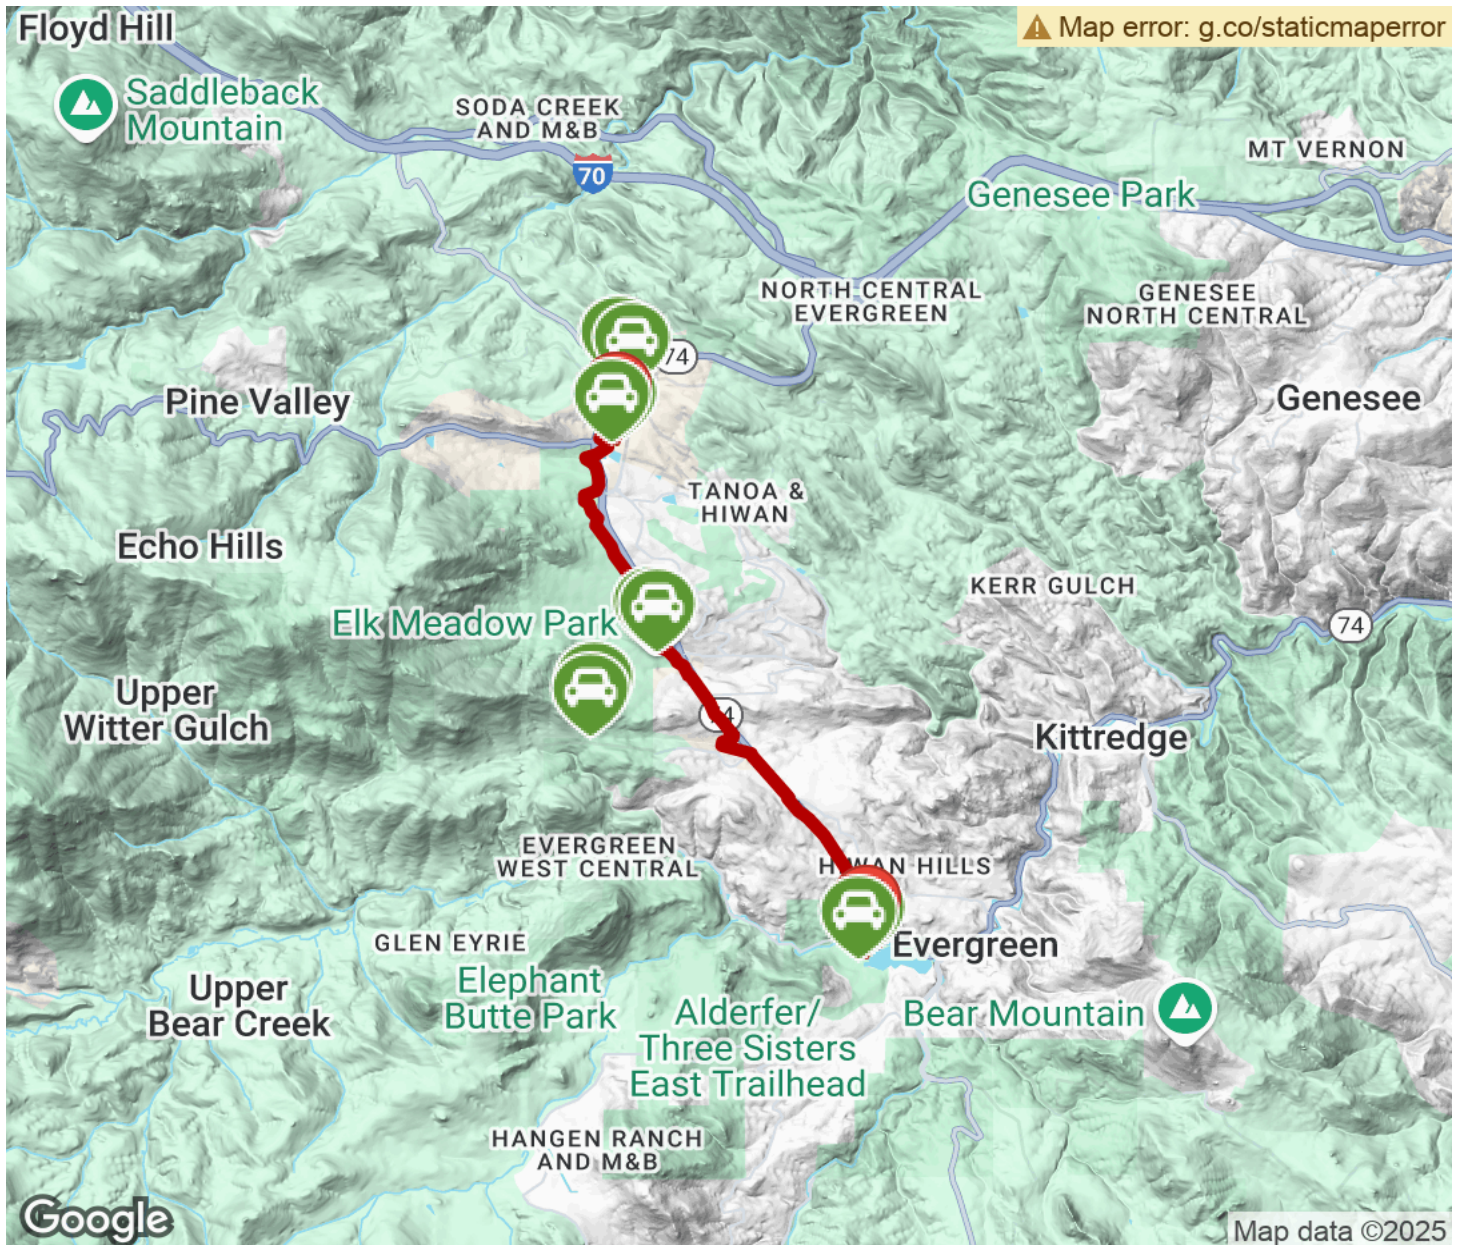 Floyd Hill
Map error: g.co/staticmaperror
Saddleback
Mountain
SODA CREEK
AND M&B
70
MT VERNON
Genesee Park
NORTH CENTRAL
EVERGREEN
GENESEE
NORTH CENTRAL
74
Pine Valley
Genesee
TANOA &
HIWAN
Echo Hills
KERR GULCH
Elk Meadow Park
74
Upper
Witter Gulch
74
Kittredge
EVERGREEN
WEST CENTRAL
HIWAN HILLS
GLEN EYRIE
Evergreen
Elephant
Butte Park
Upper
Bear Creek
Alderfer/
Three Sisters
East Trailhead
Bear Mountain
HANGEN RANCH
AND M&B
Google
Map data ©2025